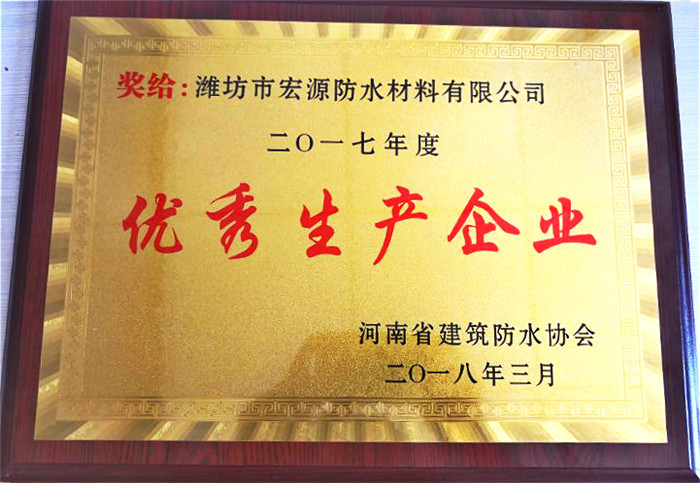 奖给:潍坊市宏源防水材料有限公司
二〇一七年度
优秀生产企业
河南省建筑防水协会
二〇一八年三月